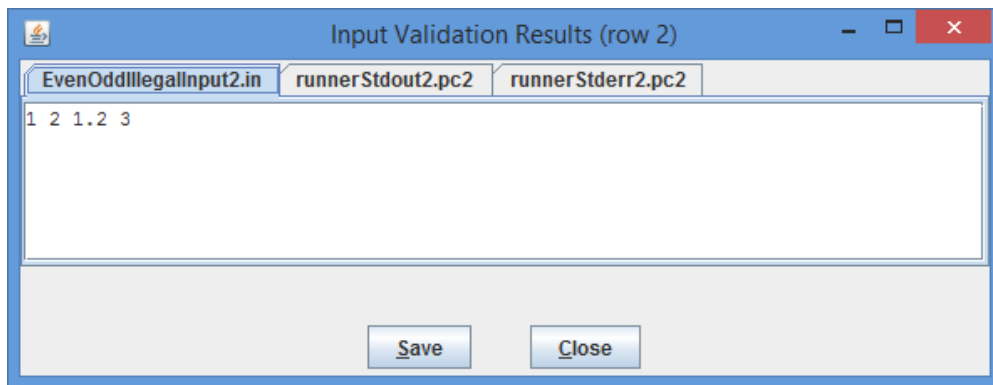 Input Validation Results (row 2)
EvenOddIllegalInput2.in runnerStdout2.pc2 runnerStderr2.pc2
1 2 1.2 3
Save Close